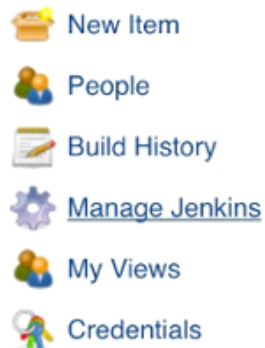 New Item
People
Build History
Manage Jenkins
My Views
Credentials